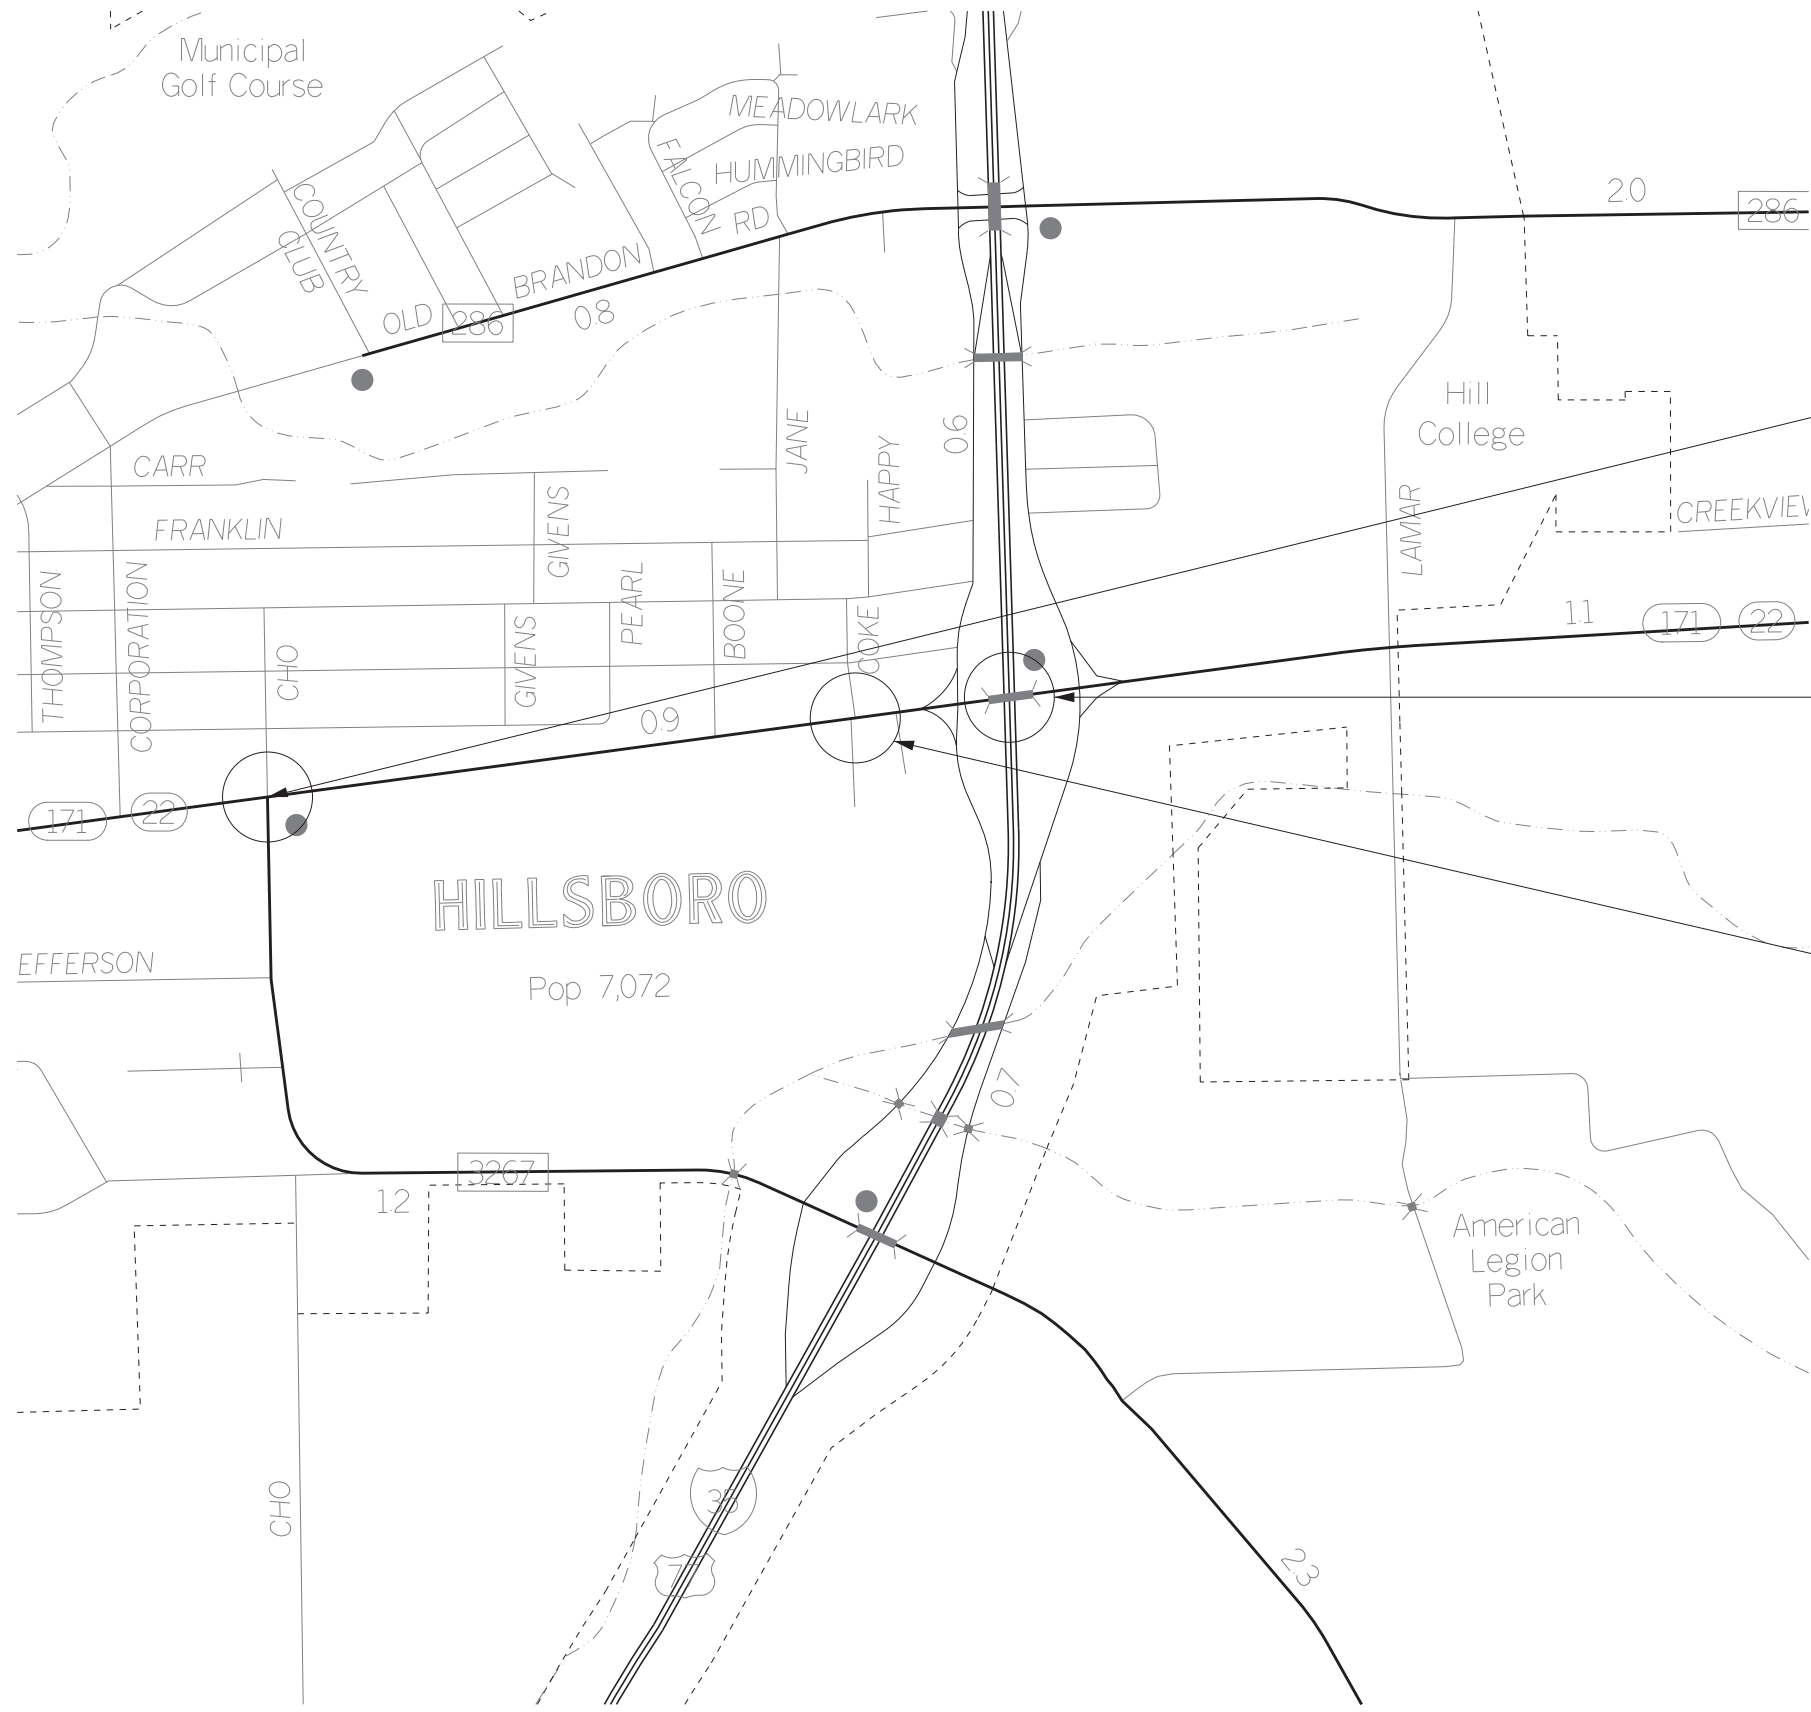 Municipal
Golf Course
MEADOWLARK
HUMMINGBIRD
FALCON
RD
COUNTRY
CLUB
2.0
286
BRANDON
OLD
286
0.8
Hill
College
JANE
HAPPY
0.6
CARR
FRANKLIN
GIVENS
LAMAR
CREEKVIEW
THOMPSON
CORPORATION
PEARL
BOONE
COKE
CHO
GIVENS
1.1
171
22
0.9
171
22
HILLSBORO
Pop 7,072
EFFERSON
0.7
3267
1.2
American
Legion
Park
CHO
35
77
2.3